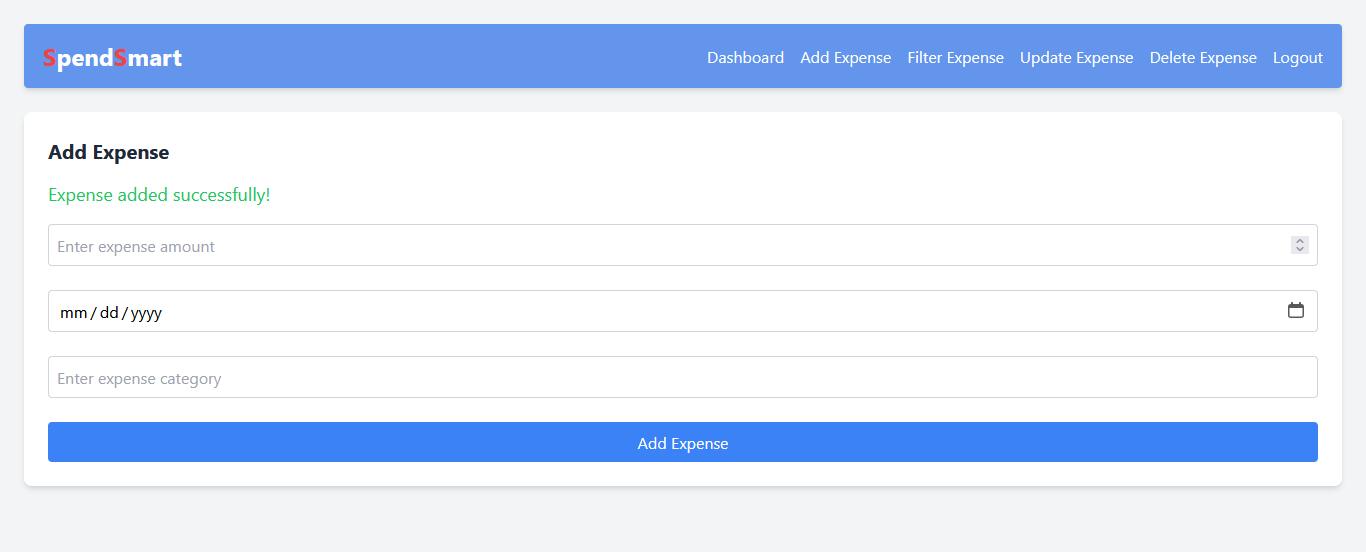 SpendSmart
Dashboard Add Expense Filter Expense Update Expense Delete Expense Logout
Add Expense
Expense added successfully!
Enter expense amount
mm/dd/yyyy
Enter expense category
Add Expense